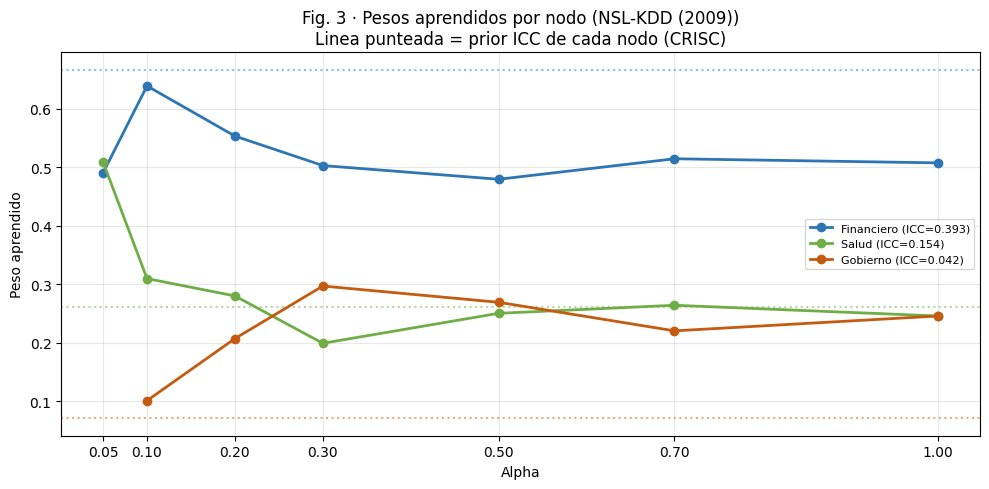 Fig. 3 · Pesos aprendidos por nodo (NSL-KDD (2009))
Linea punteada = prior ICC de cada nodo (CRISC)
Peso aprendido
0.6
0.5
0.4
0.3
0.2
0.1
Financiero (ICC=0.393)
Salud (ICC=0.154)
Gobierno (ICC=0.042)
0.05 0.10 0.20 0.30 0.50 0.70 1.00
Alpha